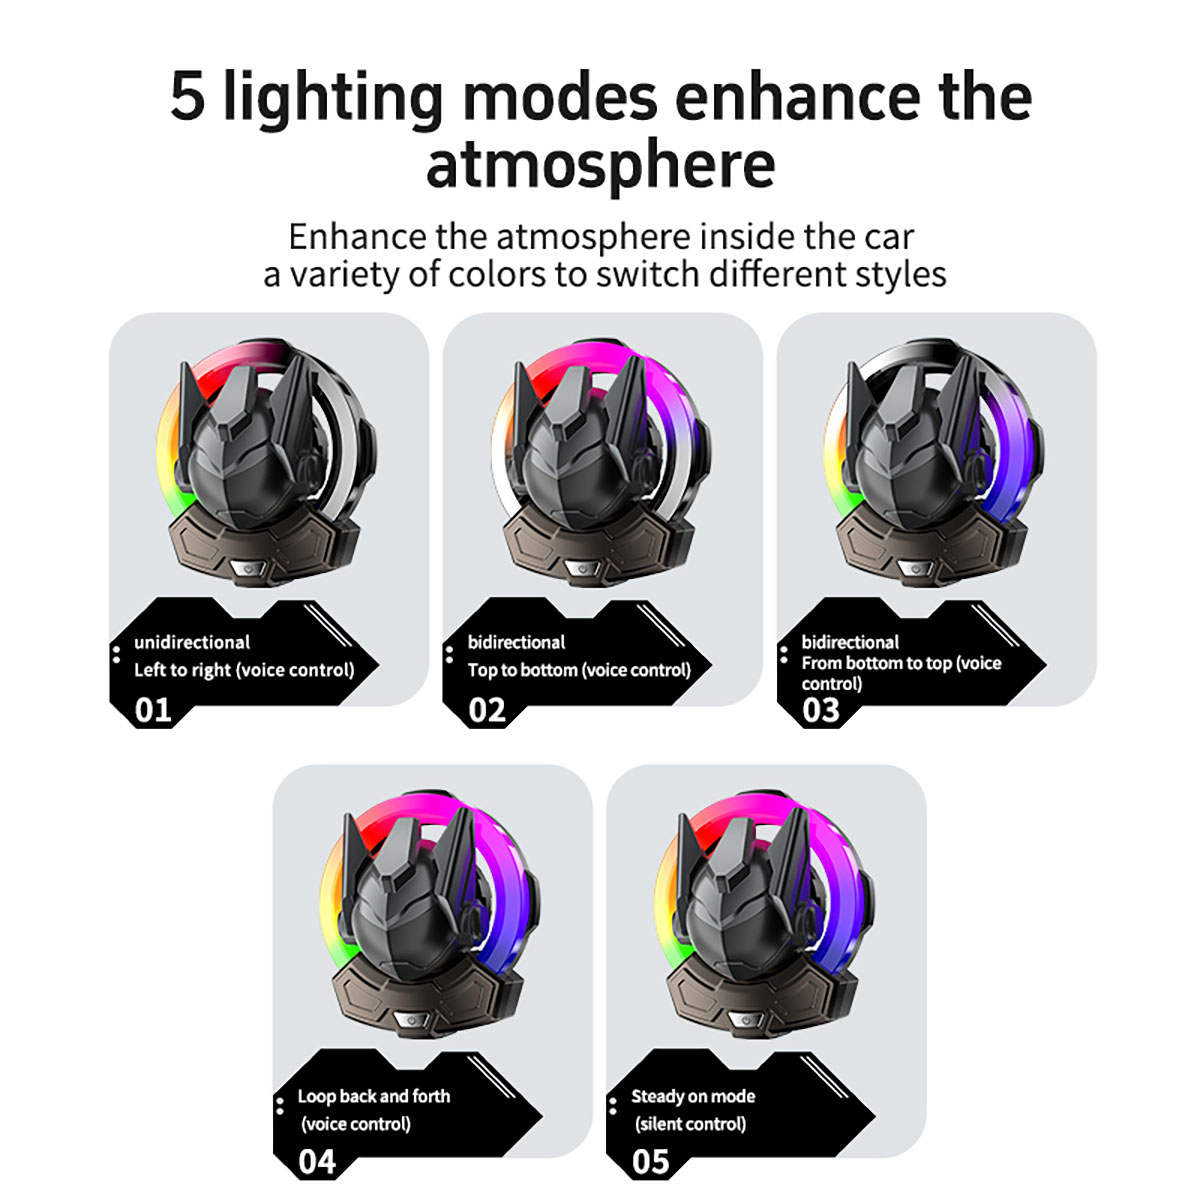 5 lighting modes enhance the
atmosphere
Enhance the atmosphere inside the car
a variety of colors to switch different styles
unidirectional
Left to right (voice control)
01
bidirectional
Top to bottom (voice control)
02
bidirectional
From bottom to top (voice
control)
03
Loop back and forth
(voice control)
04
Steady on mode
(silent control)
05